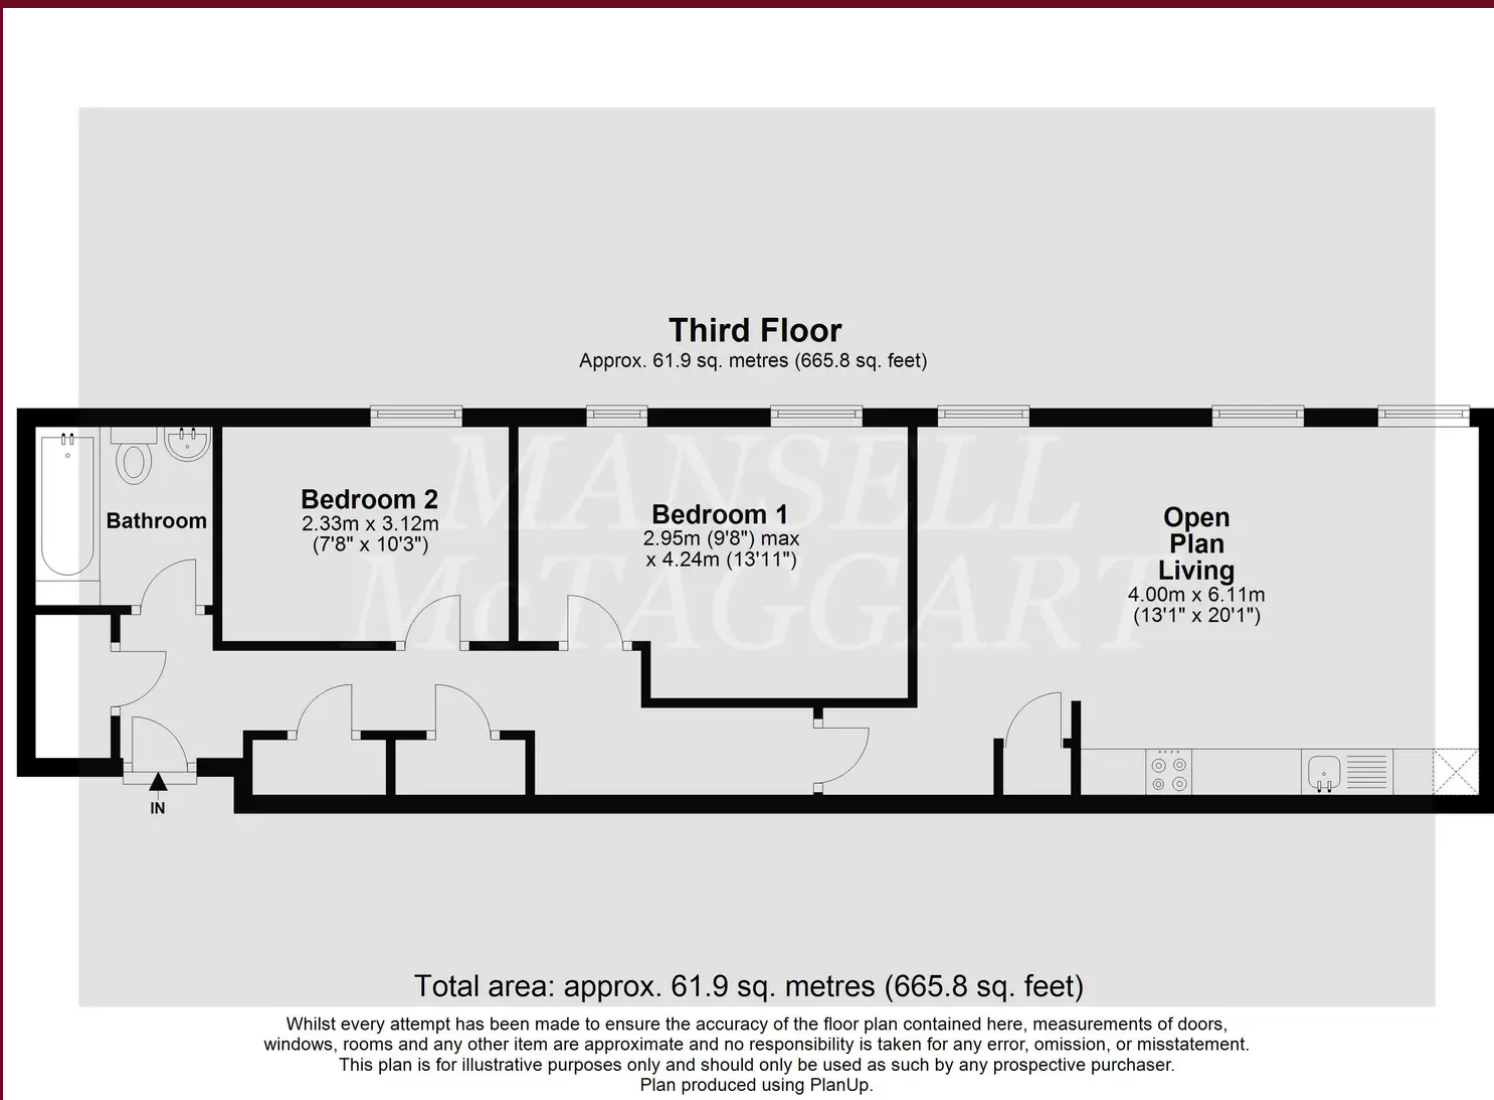 Third Floor
Approx. 61.9 sq. metres (665.8 sq. feet)
MANSELL
McTAGGART
Bathroom
Bedroom 2
2.33m x 3.12m
(7'8" x 10'3")
Bedroom 1
2.95m (9'8") max
x 4.24m (13'11")
Open
Plan
Living
4.00m x 6.11m
(13'1" x 20'1")
IN
Total area: approx. 61.9 sq. metres (665.8 sq. feet)
Whilst every attempt has been made to ensure the accuracy of the floor plan contained here, measurements of doors,
windows, rooms and any other item are approximate and no responsibility is taken for any error, omission, or misstatement.
This plan is for illustrative purposes only and should only be used as such by any prospective purchaser.
Plan produced using PlanUp.